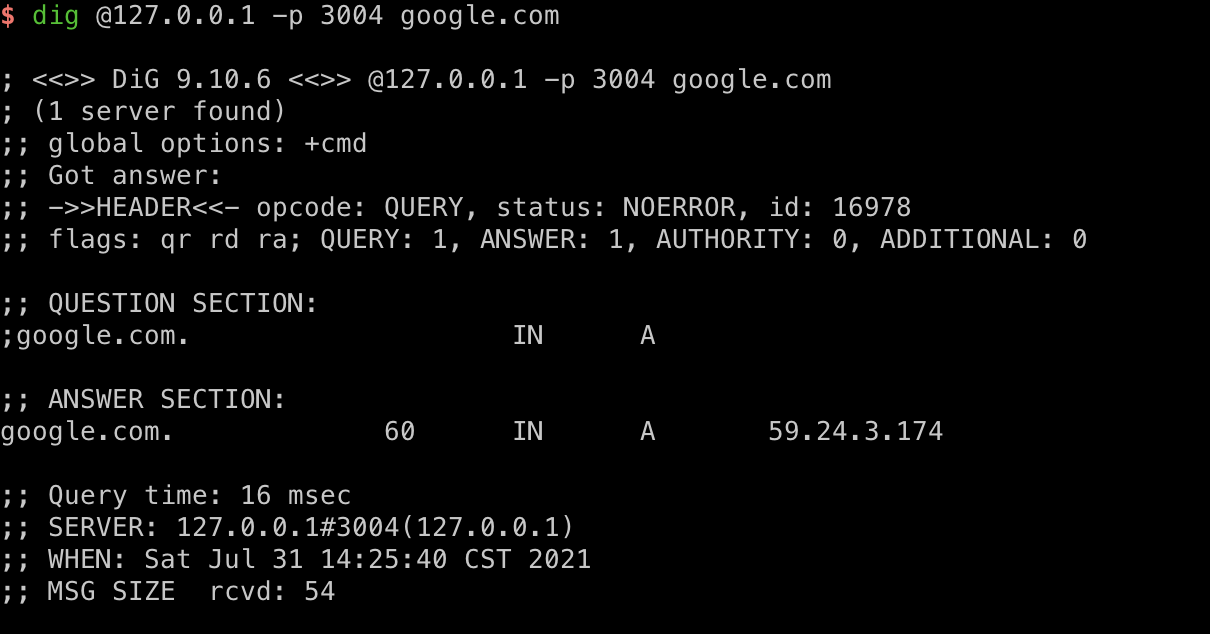 $ dig @127.0.0.1 -p 3004 google.com
; <<>> DiG 9.10.6 <<>> @127.0.0.1 -p 3004 google.com
; (1 server found)
;; global options: +cmd
;; Got answer:
;; ->>HEADER<<- opcode: QUERY, status: NOERROR, id: 16978
;; flags: qr rd ra; QUERY: 1, ANSWER: 1, AUTHORITY: 0, ADDITIONAL: 0
;; QUESTION SECTION:
;google.com. IN A
;; ANSWER SECTION:
google.com. 60 IN A 59.24.3.174
;; Query time: 16 msec
;; SERVER: 127.0.0.1#3004(127.0.0.1)
;; WHEN: Sat Jul 31 14:25:40 CST 2021
;; MSG SIZE  rcvd: 54